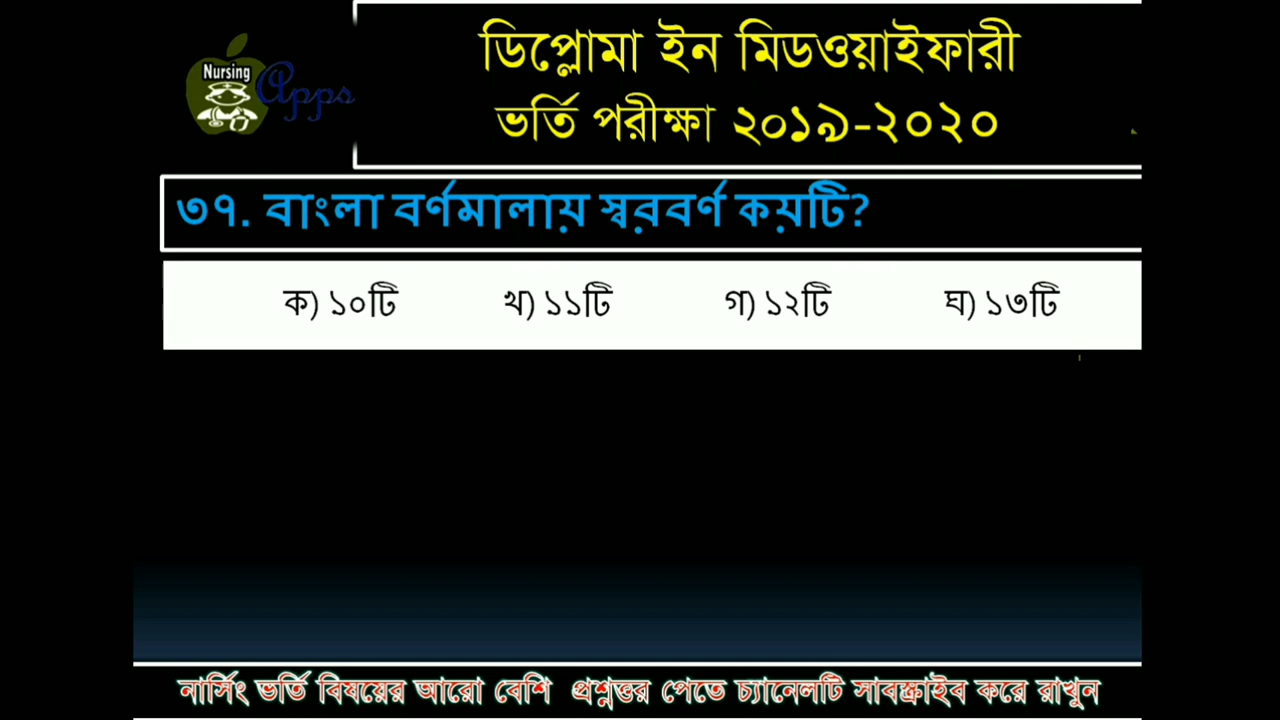 Nursing
Apps
ডিপ্লোমা ইন মিডওয়াইফারী
ভর্তি পরীক্ষা ২০১৯-২০২০
৩৭. বাংলা বর্ণমালায় স্বরবর্ণ কয়টি?
ক) ১০টি খ) ১১টি গ) ১২টি ঘ) ১৩টি
নার্সিং ভর্তি বিষয়ের আরো বেশি প্রশ্নত্তর পেতে চ্যানেলটি সাবস্ক্রাইব করে রাখুন